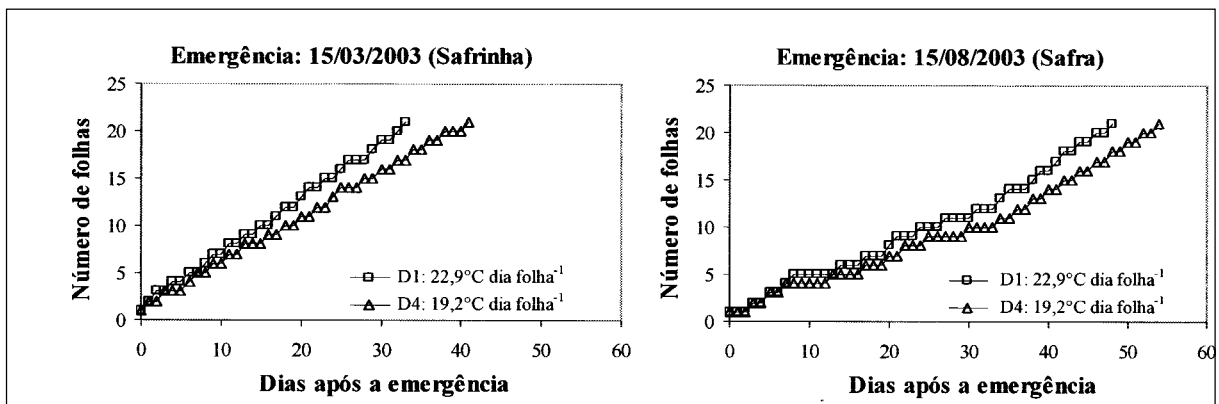 Emergência: 15/03/2003 (Safrinha)
Número de folhas
25
20
15
10
5
0
D1: 22,9°C dia folha⁻¹
D4: 19,2°C dia folha⁻¹
0 10 20 30 40 50 60
Dias após a emergência
Emergência: 15/08/2003 (Safra)
Número de folhas
25
20
15
10
5
0
D1: 22,9°C dia folha⁻¹
D4: 19,2°C dia folha⁻¹
0 10 20 30 40 50 60
Dias após a emergência